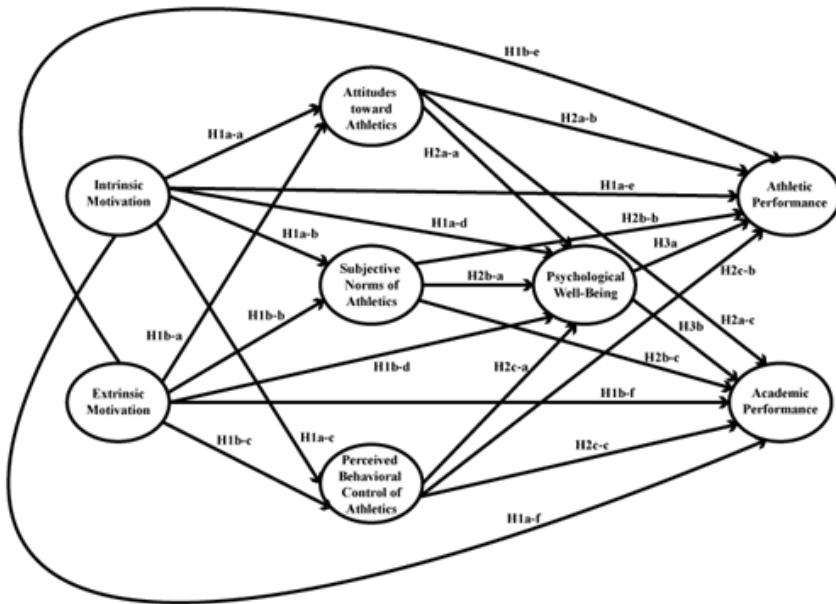 H1b-e
Attitudes
toward
Athletics
H1a-a
H2a-b
H2a-a
Intrinsic
Motivation
H1a-e
Athletic
Performance
H1a-d
H2b-b
H1a-b
H3a
Subjective
Norms of
Athletics
H2b-a
Psychological
Well-Being
H2c-b
H1b-a
H1b-b
H2a-c
H3b
H1b-d
H2c-a
H2b-c
Extrinsic
Motivation
H1b-f
Academic
Performance
H1b-c
H1a-c
H2c-c
Perceived
Behavioral
Control of
Athletics
H1a-f